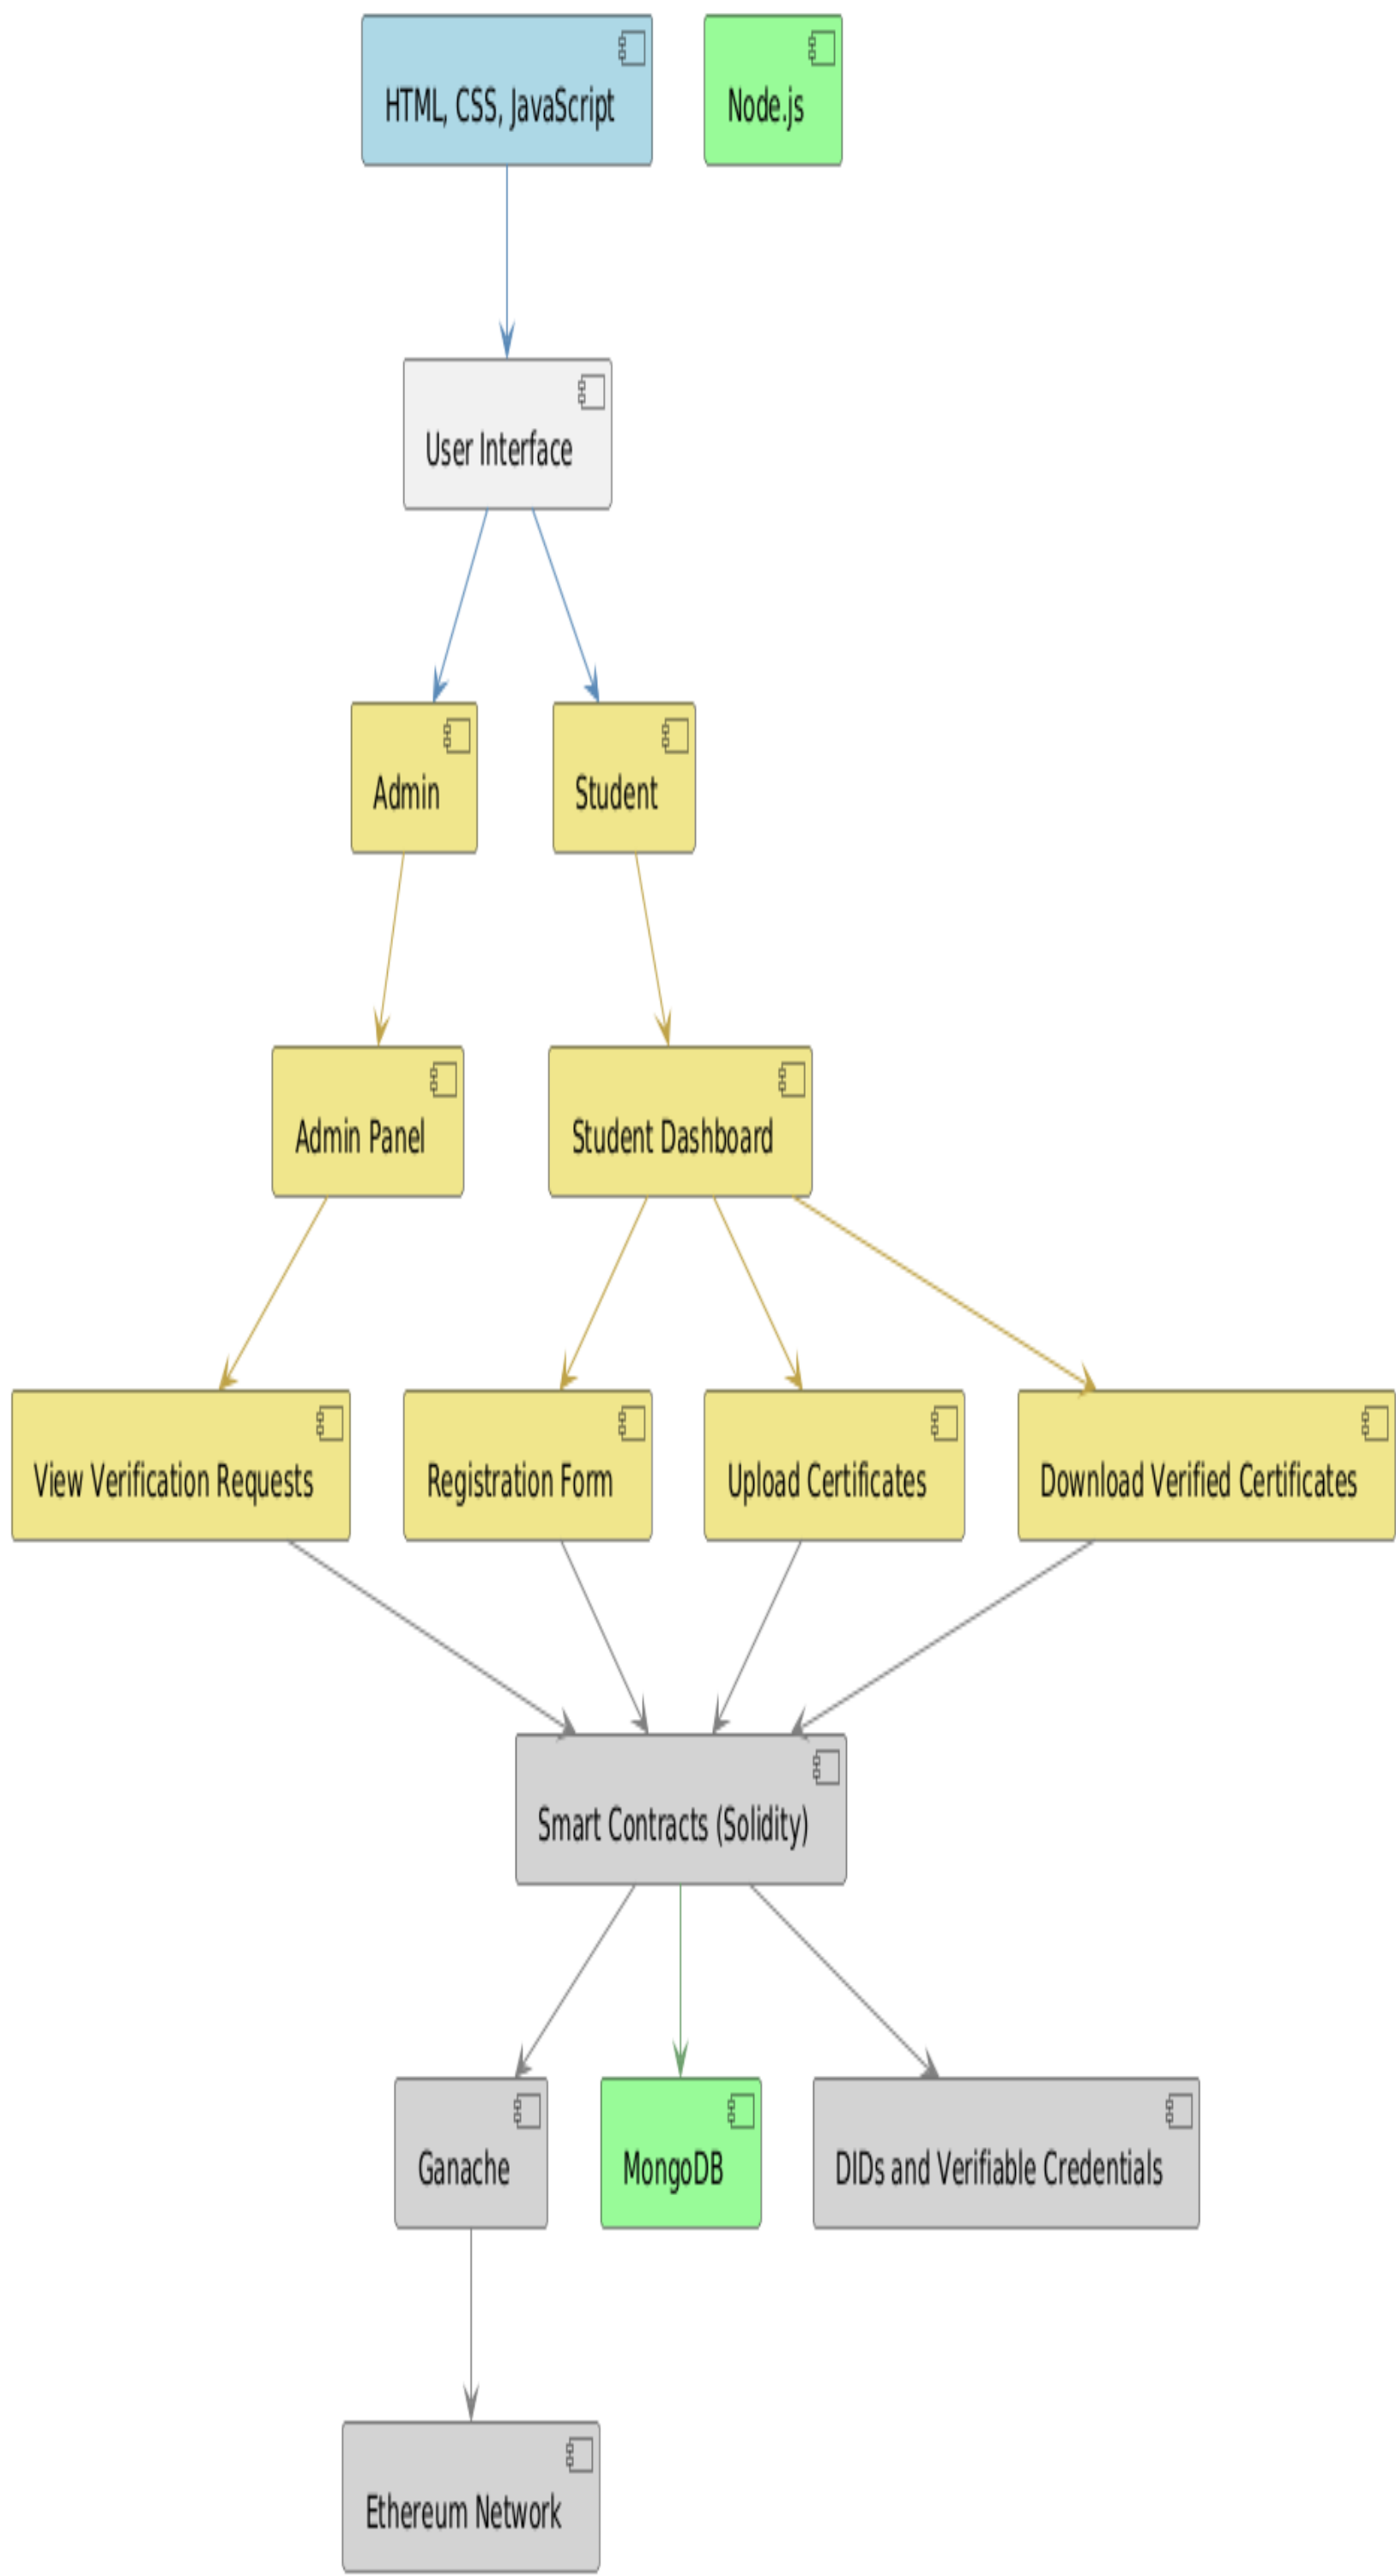 HTML, CSS, JavaScript
Node.js
User Interface
Admin
Student
Admin Panel
Student Dashboard
View Verification Requests
Registration Form
Upload Certificates
Download Verified Certificates
Smart Contracts (Solidity)
Ganache
MongoDB
DIDs and Verifiable Credentials
Ethereum Network